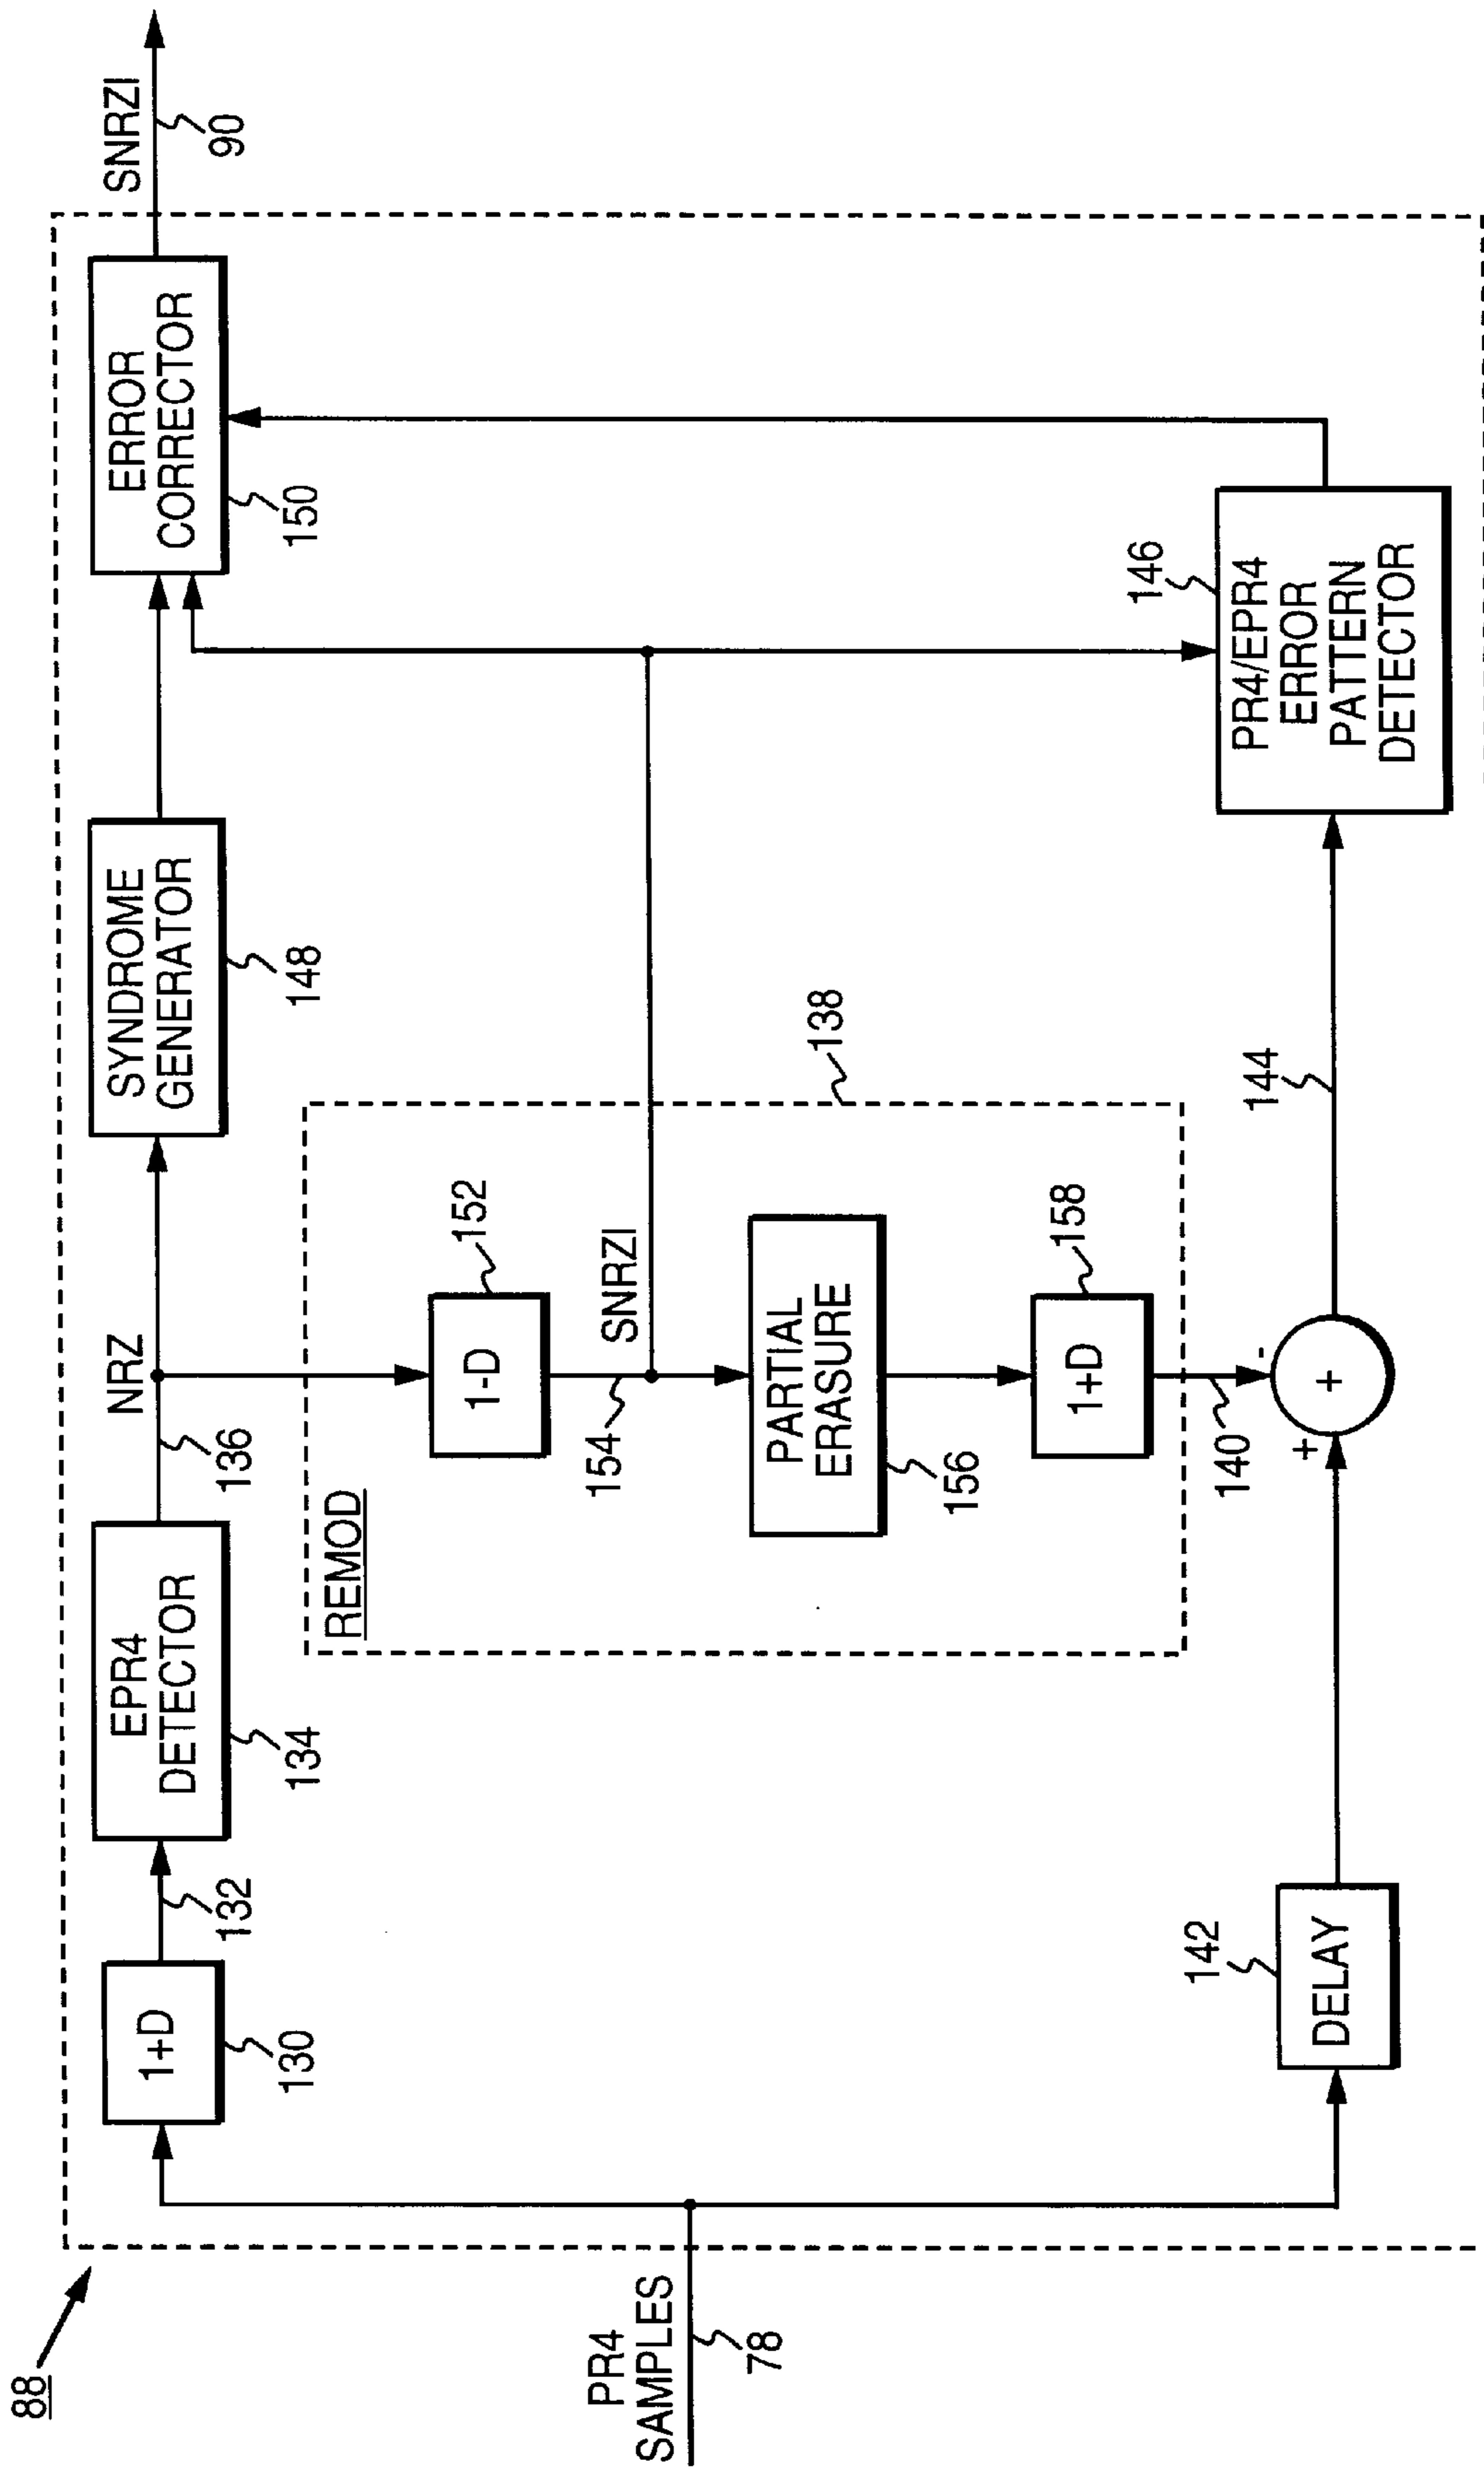 88
PR4
SAMPLES
78
1+D
130
132
EPR4
DETECTOR
134
136
NRZ
SYNDROME
GENERATOR
148
ERROR
CORRECTOR
150
SNRZI
90
REMOD
138
1-D
152
154
SNRZI
PARTIAL
ERASURE
156
1+D
158
140
142
DELAY
+
-
+
144
146
PR4/EPR4
ERROR
PATTERN
DETECTOR